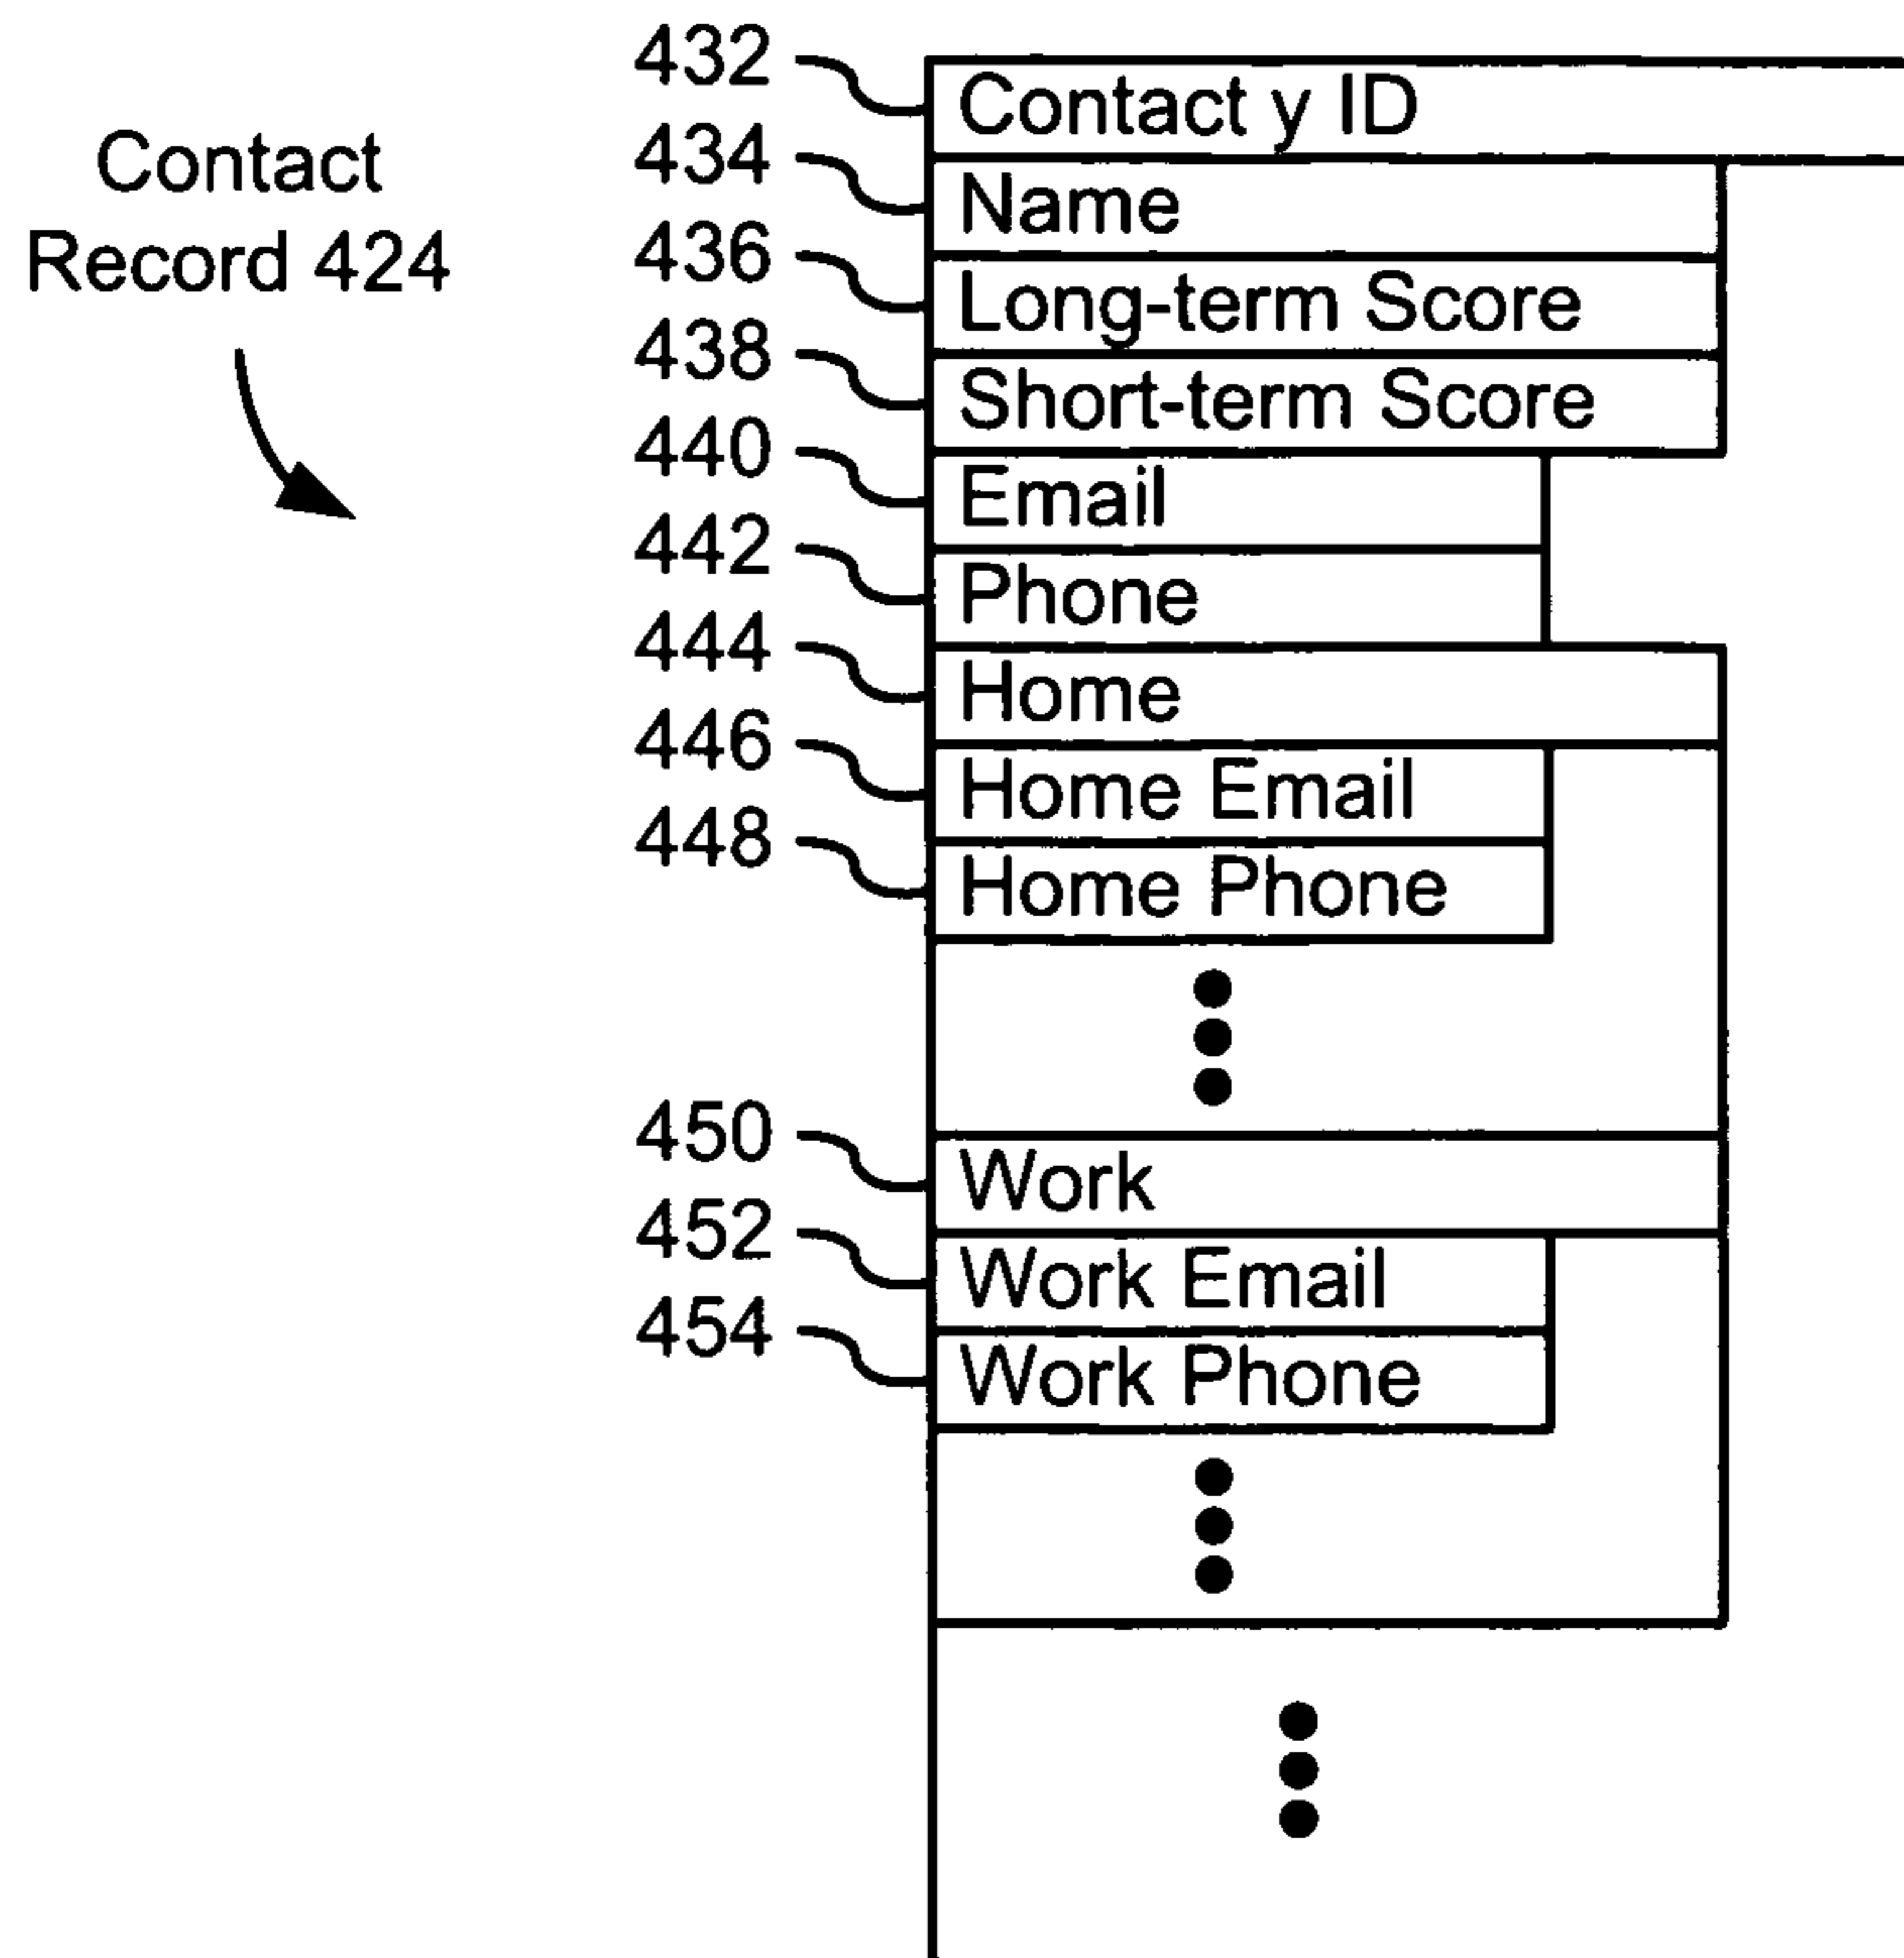 Contact
Record 424
432 Contact y ID
434 Name
436 Long-term Score
438 Short-term Score
440 Email
442 Phone
444 Home
446 Home Email
448 Home Phone
450 Work
452 Work Email
454 Work Phone